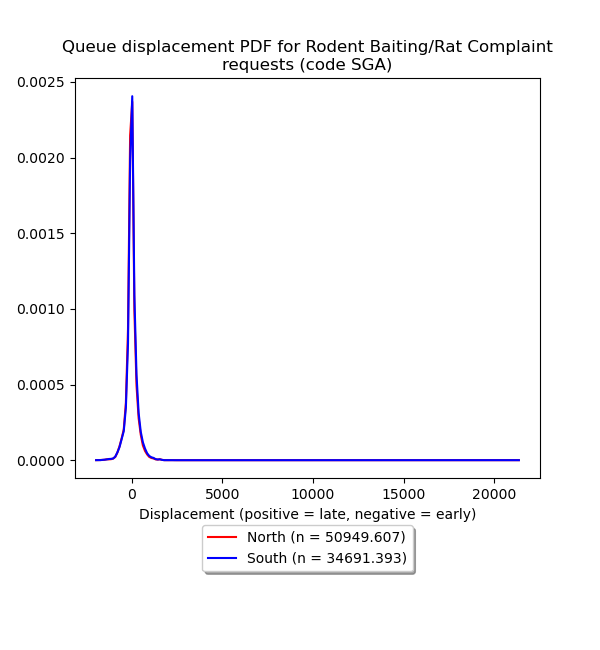 Queue displacement PDF for Rodent Baiting/Rat Complaint
requests (code SGA)
0.0025
0.0020
0.0015
0.0010
0.0005
0.0000
0 5000 10000 15000 20000
Displacement (positive = late, negative = early)
North (n = 50949.607)
South (n = 34691.393)